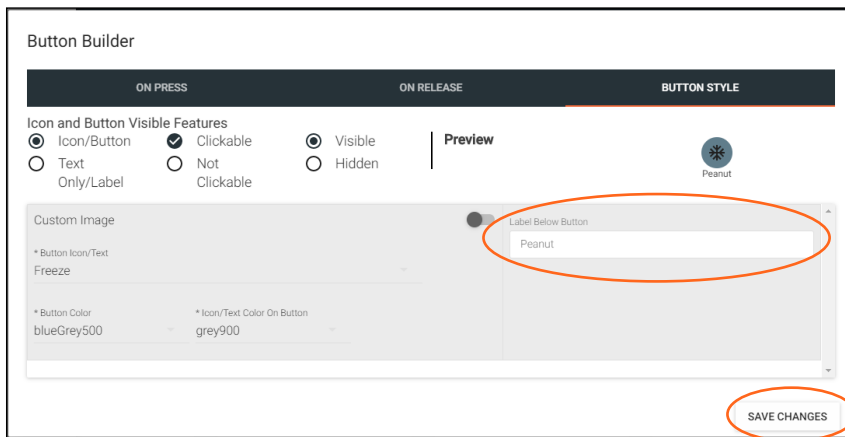 Button Builder
ON PRESS ON RELEASE BUTTON STYLE
Icon and Button Visible Features
Icon/Button Clickable Visible Preview
Text Only/Label Not Clickable Hidden
Peanut
Custom Image
Label Below Button
Peanut
* Button Icon/Text
Freeze
* Button Color * Icon/Text Color On Button
blueGrey500 grey900
SAVE CHANGES